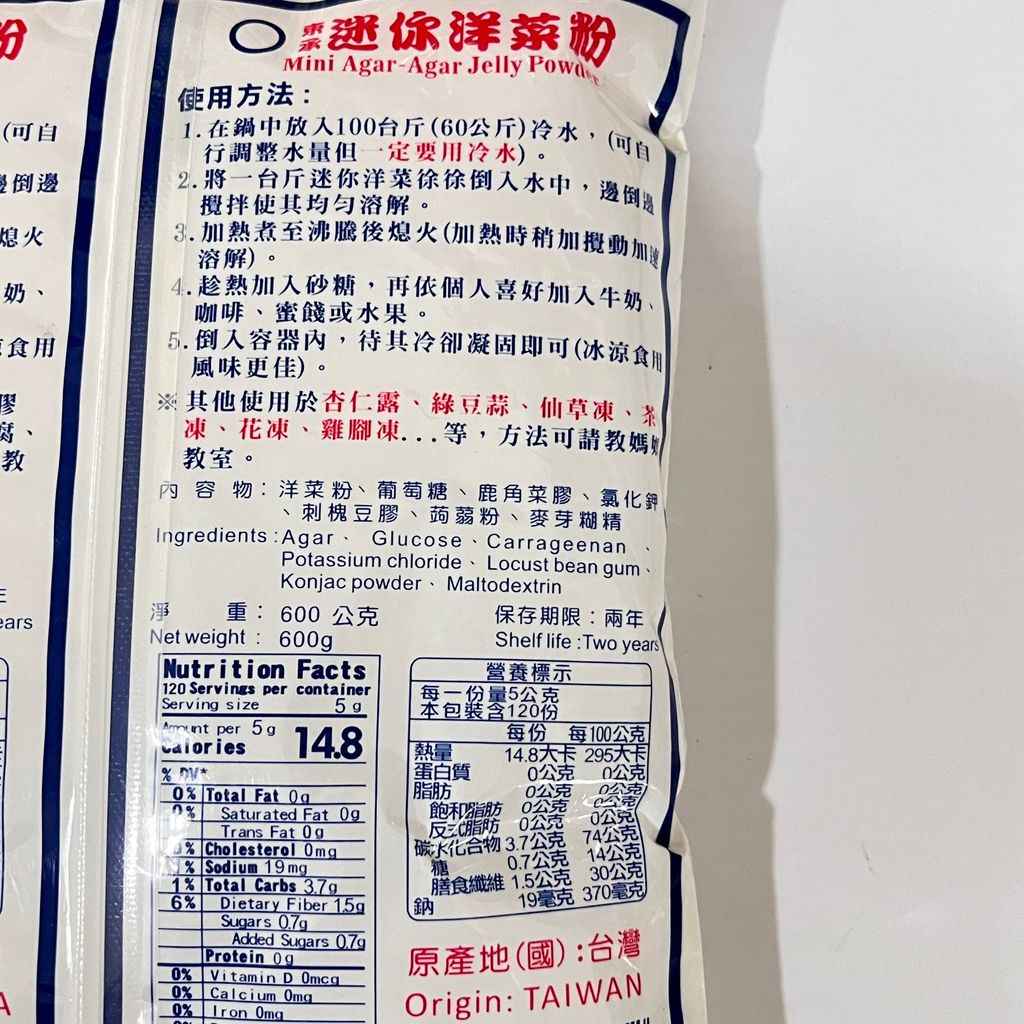 東承 迷你洋菜粉
Mini Agar-Agar Jelly Powder
使用方法：
1.在鍋中放入100台斤(60公斤)冷水，(可自
行調整水量但一定要用冷水)。
2.將一台斤迷你洋菜徐徐倒入水中，邊倒邊
攪拌使其均勻溶解。
3.加熱煮至沸騰後熄火(加熱時稍加攪動加速
溶解)。
4.趁熱加入砂糖，再依個人喜好加入牛奶、
咖啡、蜜餞或水果。
5.倒入容器內，待其冷卻凝固即可(冰涼食用
風味更佳)。
※其他使用於杏仁露、綠豆蒜、仙草凍、茶
凍、花凍、雞腳凍...等，方法可請教媽媽
教室。
內容物：洋菜粉、葡萄糖、鹿角菜膠、氯化鉀
、刺槐豆膠、蒟蒻粉、麥芽糊精
Ingredients:Agar、Glucose、Carrageenan、
Potassium chloride、Locust bean gum、
Konjac powder、Maltodextrin
淨重：600公克
Net weight：600g
保存期限：兩年
Shelf life:Two years
Nutrition Facts
120 Servings per container
Serving size 5g
Amount per 5g
Calories 14.8
% DV*
0% Total Fat 0g
0% Saturated Fat 0g
Trans Fat 0g
0% Cholesterol 0mg
1% Sodium 19mg
1% Total Carbs 3.7g
6% Dietary Fiber 1.5g
Sugars 0.7g
Added Sugars 0.7g
Protein 0g
0% Vitamin D 0mcg
0% Calcium 0mg
0% Iron 0mg
營養標示
每一份量5公克
本包裝含120份
每份 每100公克
熱量 14.8大卡 295大卡
蛋白質 0公克 0公克
脂肪 0公克 0公克
飽和脂肪 0公克 0公克
反式脂肪 0公克 0公克
碳水化合物 3.7公克 74公克
糖 0.7公克 14公克
膳食纖維 1.5公克 30公克
鈉 19毫克 370毫克
原產地(國):台灣
Origin: TAIWAN
粉
(可自
邊倒邊
熄火
奶、
食用
膠
腐、
教
年
ears
A